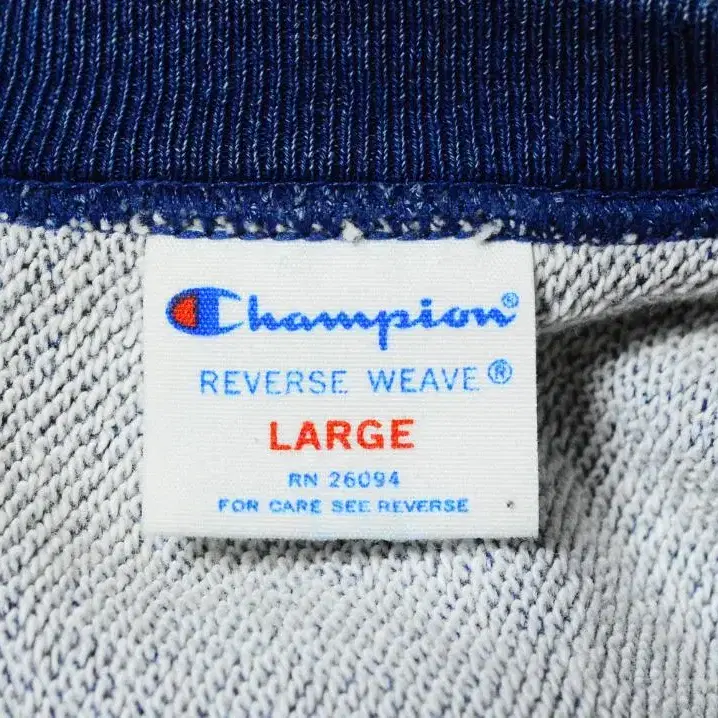 Champion®
REVERSE WEAVE®
LARGE
RN 26094
FOR CARE SEE REVERSE